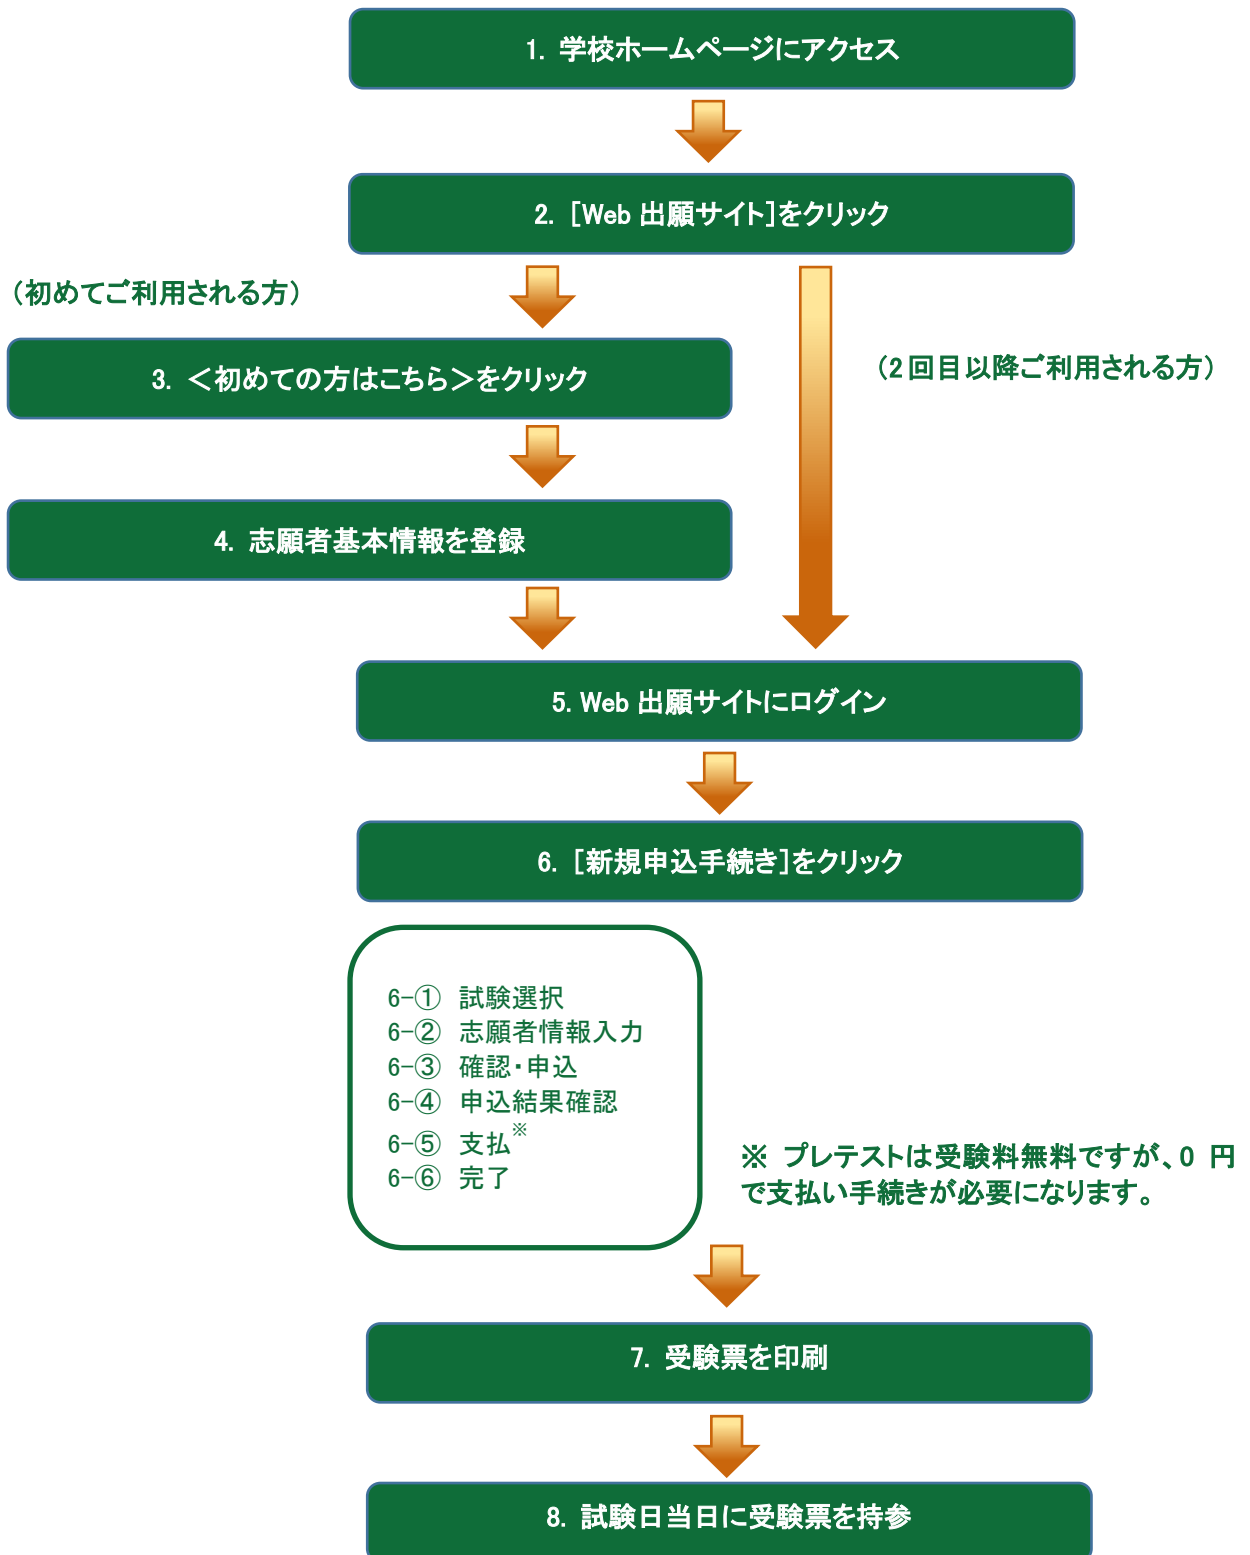 1. 学校ホームページにアクセス
2. [Web 出願サイト]をクリック
（初めてご利用される方）
3. ＜初めての方はこちら＞をクリック
（2 回目以降ご利用される方）
4. 志願者基本情報を登録
5. Web 出願サイトにログイン
6. [新規申込手続き]をクリック
6-① 試験選択
6-② 志願者情報入力
6-③ 確認・申込
6-④ 申込結果確認
6-⑤ 支払※
6-⑥ 完了
※ プレテストは受験料無料ですが、0 円
で支払い手続きが必要になります。
7. 受験票を印刷
8. 試験日当日に受験票を持参